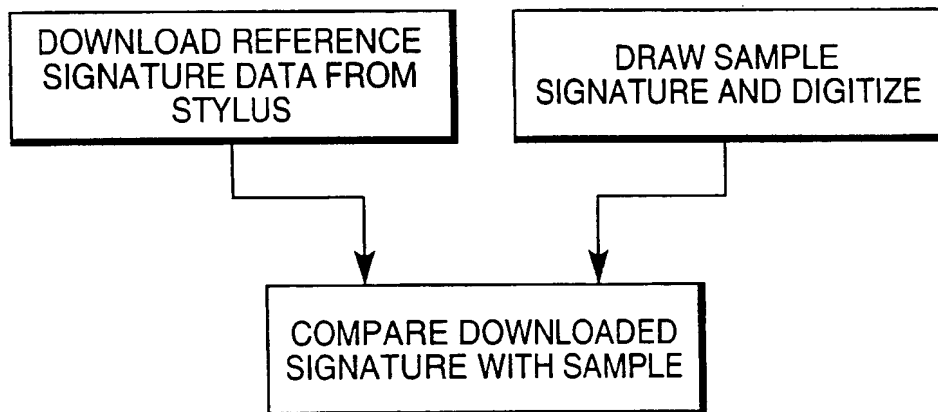 DOWNLOAD REFERENCE
SIGNATURE DATA FROM
STYLUS
DRAW SAMPLE
SIGNATURE AND DIGITIZE
COMPARE DOWNLOADED
SIGNATURE WITH SAMPLE